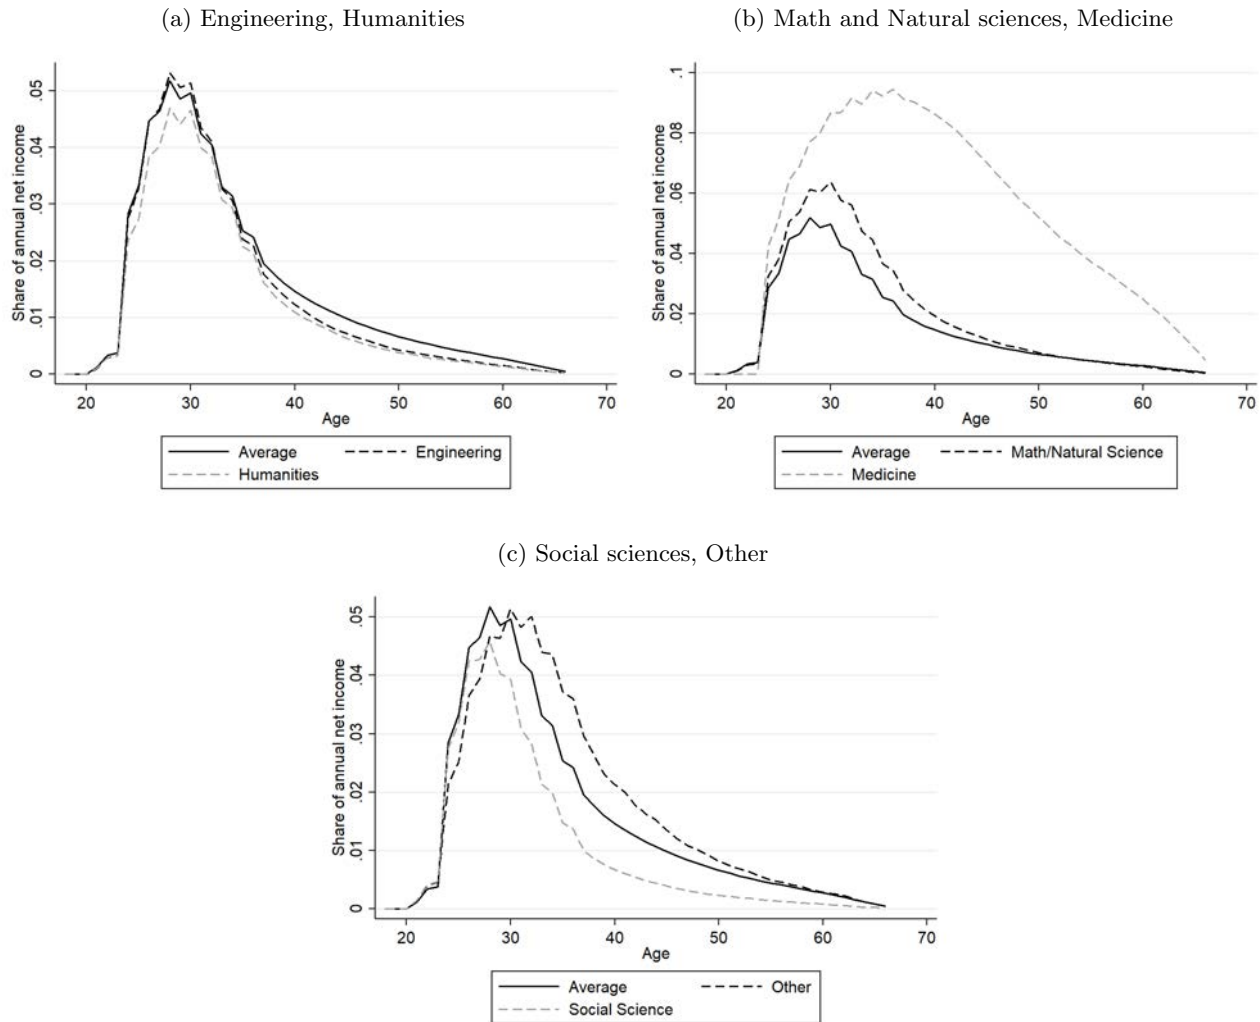 (a) Engineering, Humanities
Share of annual net income
.05
.04
.03
.02
.01
0
20 30 40 50 60 70
Age
Average Engineering
Humanities
(b) Math and Natural sciences, Medicine
Share of annual net income
.1
.08
.06
.04
.02
0
20 30 40 50 60 70
Age
Average Math/Natural Science
Medicine
(c) Social sciences, Other
Share of annual net income
.05
.04
.03
.02
.01
0
20 30 40 50 60 70
Age
Average Other
Social Science